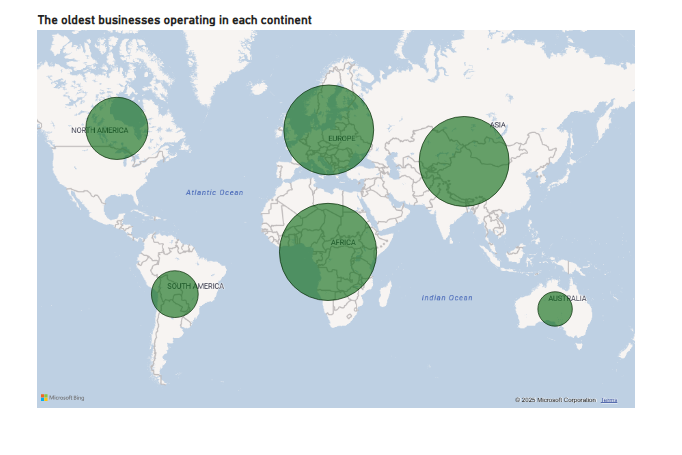 The oldest businesses operating in each continent
NORTH AMERICA
EUROPE
ASIA
Atlantic Ocean
AFRICA
SOUTH AMERICA
Indian Ocean
AUSTRALIA
Microsoft Bing
© 2025 Microsoft Corporation Terms